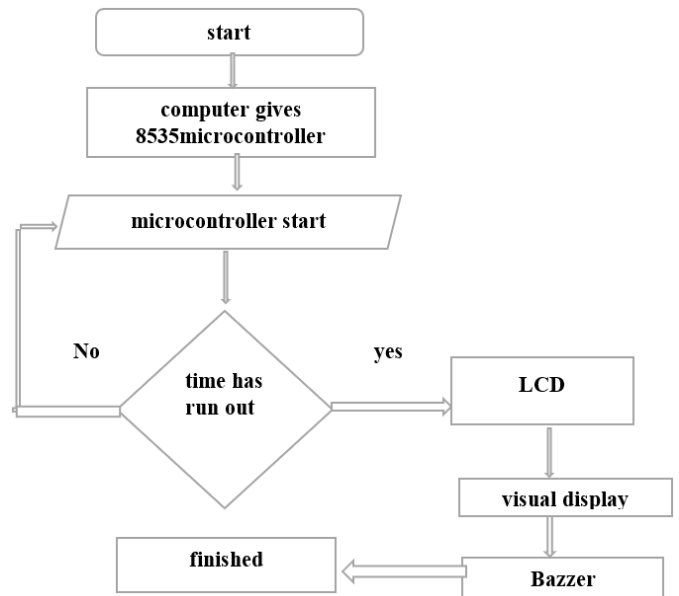 start
computer gives
8535microcontroller
microcontroller start
No
yes
time has
run out
LCD
visual display
finished
Bazzer